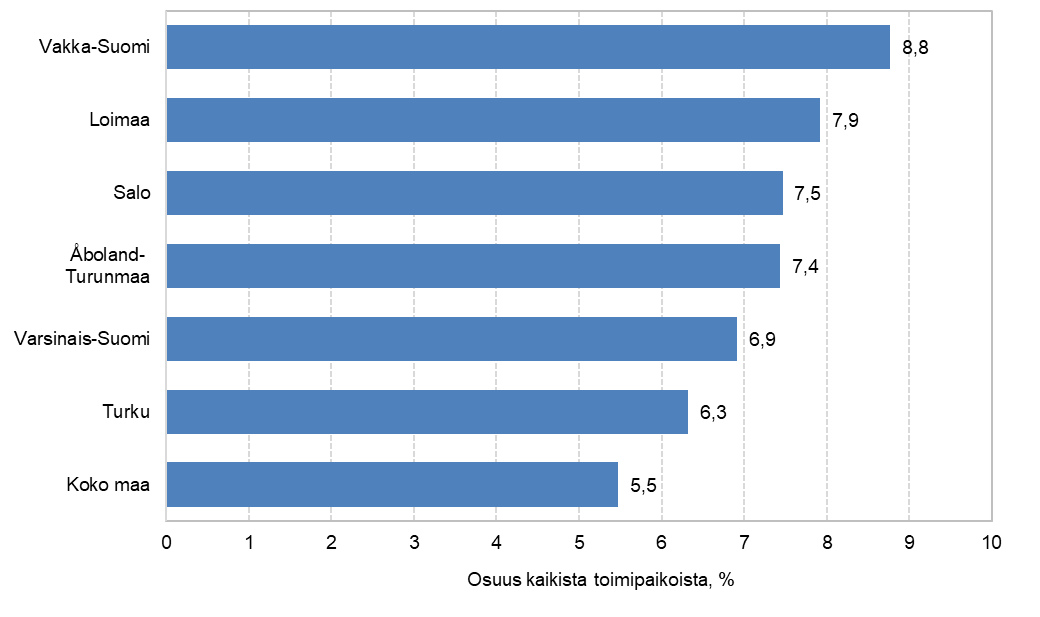 Vakka-Suomi
8,8
Loimaa
7,9
Salo
7,5
Åboland-
Turunmaa
7,4
Varsinais-Suomi
6,9
Turku
6,3
Koko maa
5,5
0 1 2 3 4 5 6 7 8 9 10
Osuus kaikista toimipaikoista, %